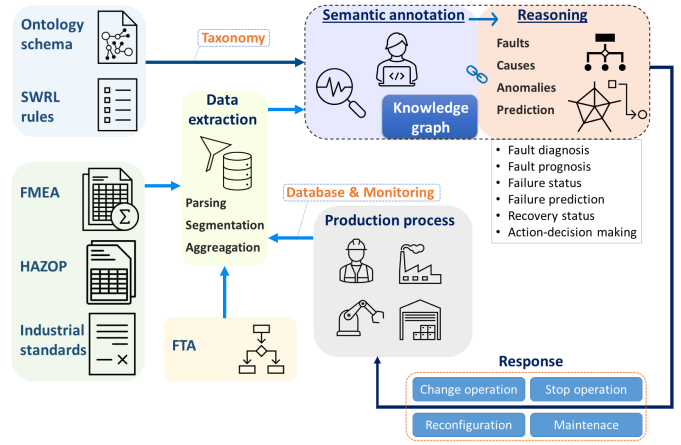 Ontology
schema
SWRL
rules
Taxonomy
Semantic annotation
Reasoning
Faults
Causes
Anomalies
Prediction
Knowledge
graph
Data
extraction
Parsing
Segmentation
Aggreagation
FMEA
HAZOP
Industrial
standards
FTA
Database & Monitoring
Production process
• Fault diagnosis
• Fault prognosis
• Failure status
• Failure prediction
• Recovery status
• Action-decision making
Response
Change operation
Stop operation
Reconfiguration
Maintenace